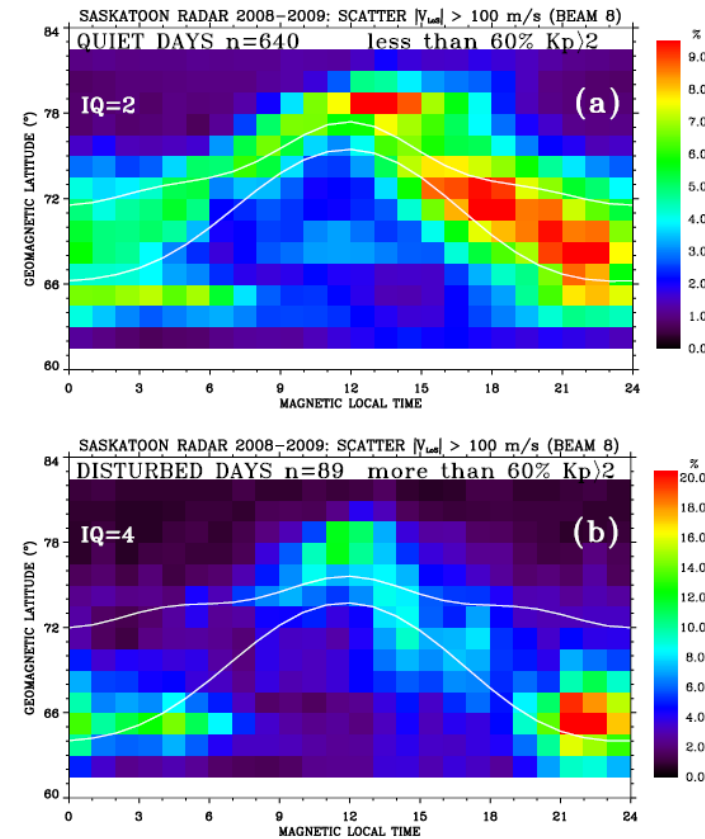 SASKATOON RADAR 2008-2009: SCATTER |V_LoS| > 100 m/s (BEAM 8)
QUIET DAYS n=640 less than 60% Kp⟩2
IQ=2
(a)
GEOMAGNETIC LATITUDE (°)
84
78
72
66
60
0 3 6 9 12 15 18 21 24
MAGNETIC LOCAL TIME
%
9.0
8.0
7.0
6.0
5.0
4.0
3.0
2.0
1.0
0.0
SASKATOON RADAR 2008-2009: SCATTER |V_LoS| > 100 m/s (BEAM 8)
DISTURBED DAYS n=89 more than 60% Kp⟩2
IQ=4
(b)
GEOMAGNETIC LATITUDE (°)
84
78
72
66
60
0 3 6 9 12 15 18 21 24
MAGNETIC LOCAL TIME
%
20.0
18.0
16.0
14.0
12.0
10.0
8.0
6.0
4.0
2.0
0.0